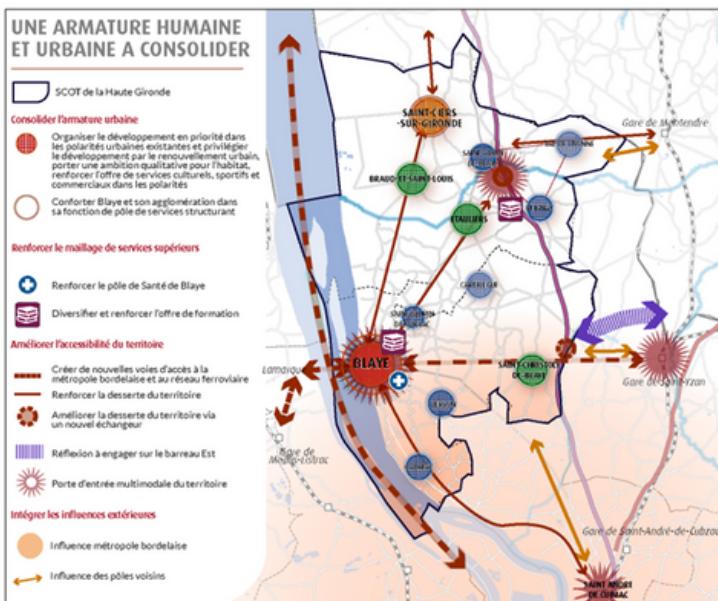 UNE ARMATURE HUMAINE
ET URBAINE A CONSOLIDER
SCOT de la Haute Gironde
Consolider l'armature urbaine
Organiser le développement en priorité dans
les polarités urbaines existantes et privilégier
le développement par le renouvellement urbain,
porter une ambition qualitative pour l'habitat,
renforcer l'offre de services culturels, sportifs et
commerciaux dans les polarités
Conforter Blaye et son agglomération dans
sa fonction de pôle de services structurant
Renforcer le maillage de services supérieurs
Renforcer le pôle de Santé de Blaye
Diversifier et renforcer l'offre de formation
Améliorer l'accessibilité du territoire
Créer de nouvelles voies d'accès à la
métropole bordelaise et au réseau ferroviaire
Renforcer la desserte du territoire
Améliorer la desserte du territoire via
un nouvel échangeur
Réflexion à engager sur le barreau Est
Porte d'entrée multimodale du territoire
Intégrer les influences extérieures
Influence métropole bordelaise
Influence des pôles voisins
SAINT-CIERS
-SUR-GIRONDE
Gare de Montendre
BRAUD-ET-SAINT-LOUIS
ETAULIERS
BLAYE
Lamarque
SAINT-CHRISTOLY
-DE-BLAYE
Gare de Saint-Yzan
Gare de
Moulis-Listrac
Gare de Saint-André-de-Cubzac
SAINT ANDRE
DE CUBZAC